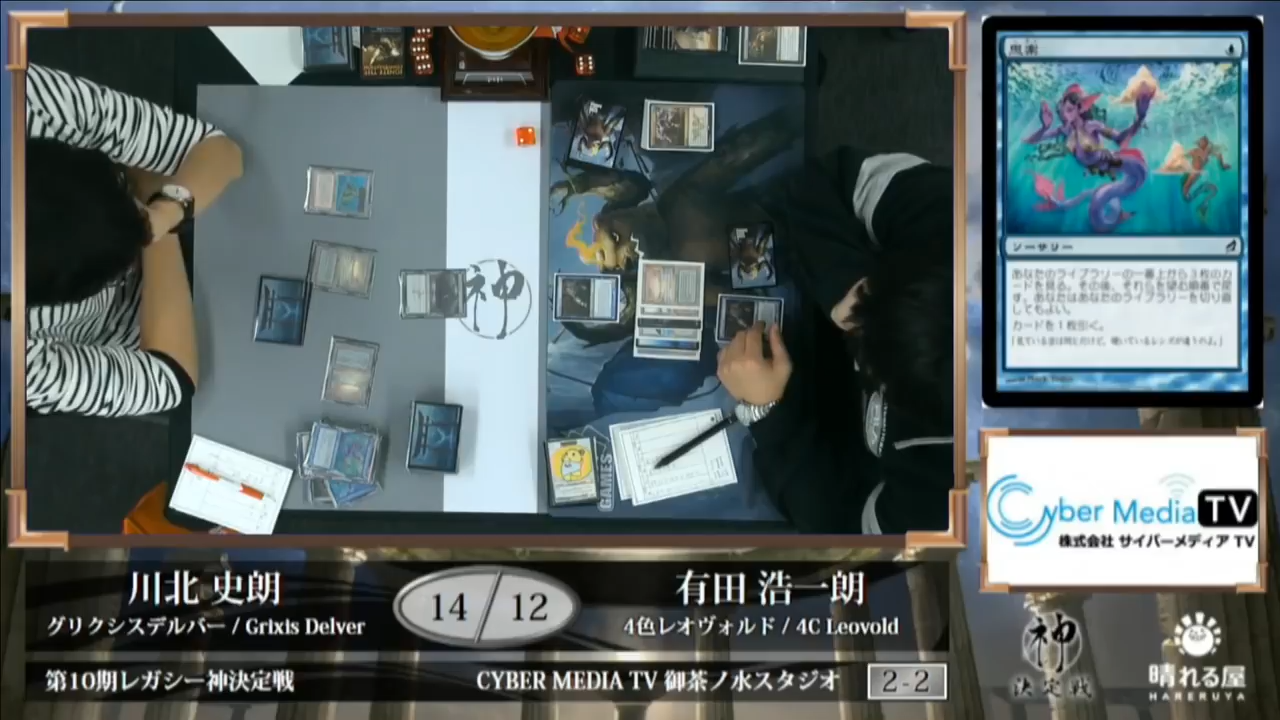 思案
ソーサリー
あなたのライブラリーの一番上から3枚のカ
ードを見る。その後、それらを望む順番で戻
す。あなたはあなたのライブラリーを切り直
してもよい。
カードを1枚引く。
神
GAMES
Cyber Media TV
株式会社 サイバーメディア TV
川北 史朗
グリクシスデルバー / Grixis Delver
14 / 12
有田 浩一朗
4色レオヴォルド / 4C Leovold
第10期レガシー神決定戦
CYBER MEDIA TV 御茶ノ水スタジオ
2-2
神
決定戦
晴れる屋
HARERUYA